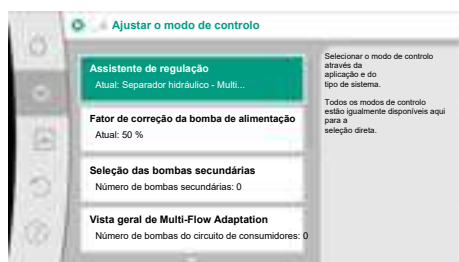 Ajustar o modo de controlo
Assistente de regulação
Atual: Separador hidráulico - Multi...
Fator de correção da bomba de alimentação
Atual: 50 %
Seleção das bombas secundárias
Número de bombas secundárias: 0
Vista geral de Multi-Flow Adaptation
Número de bombas do circuito de consumidores: 0
Selecionar o modo de controlo
através da
aplicação e do
tipo de sistema.
Todos os modos de controlo
estão igualmente disponíveis aqui
para a
seleção direta.